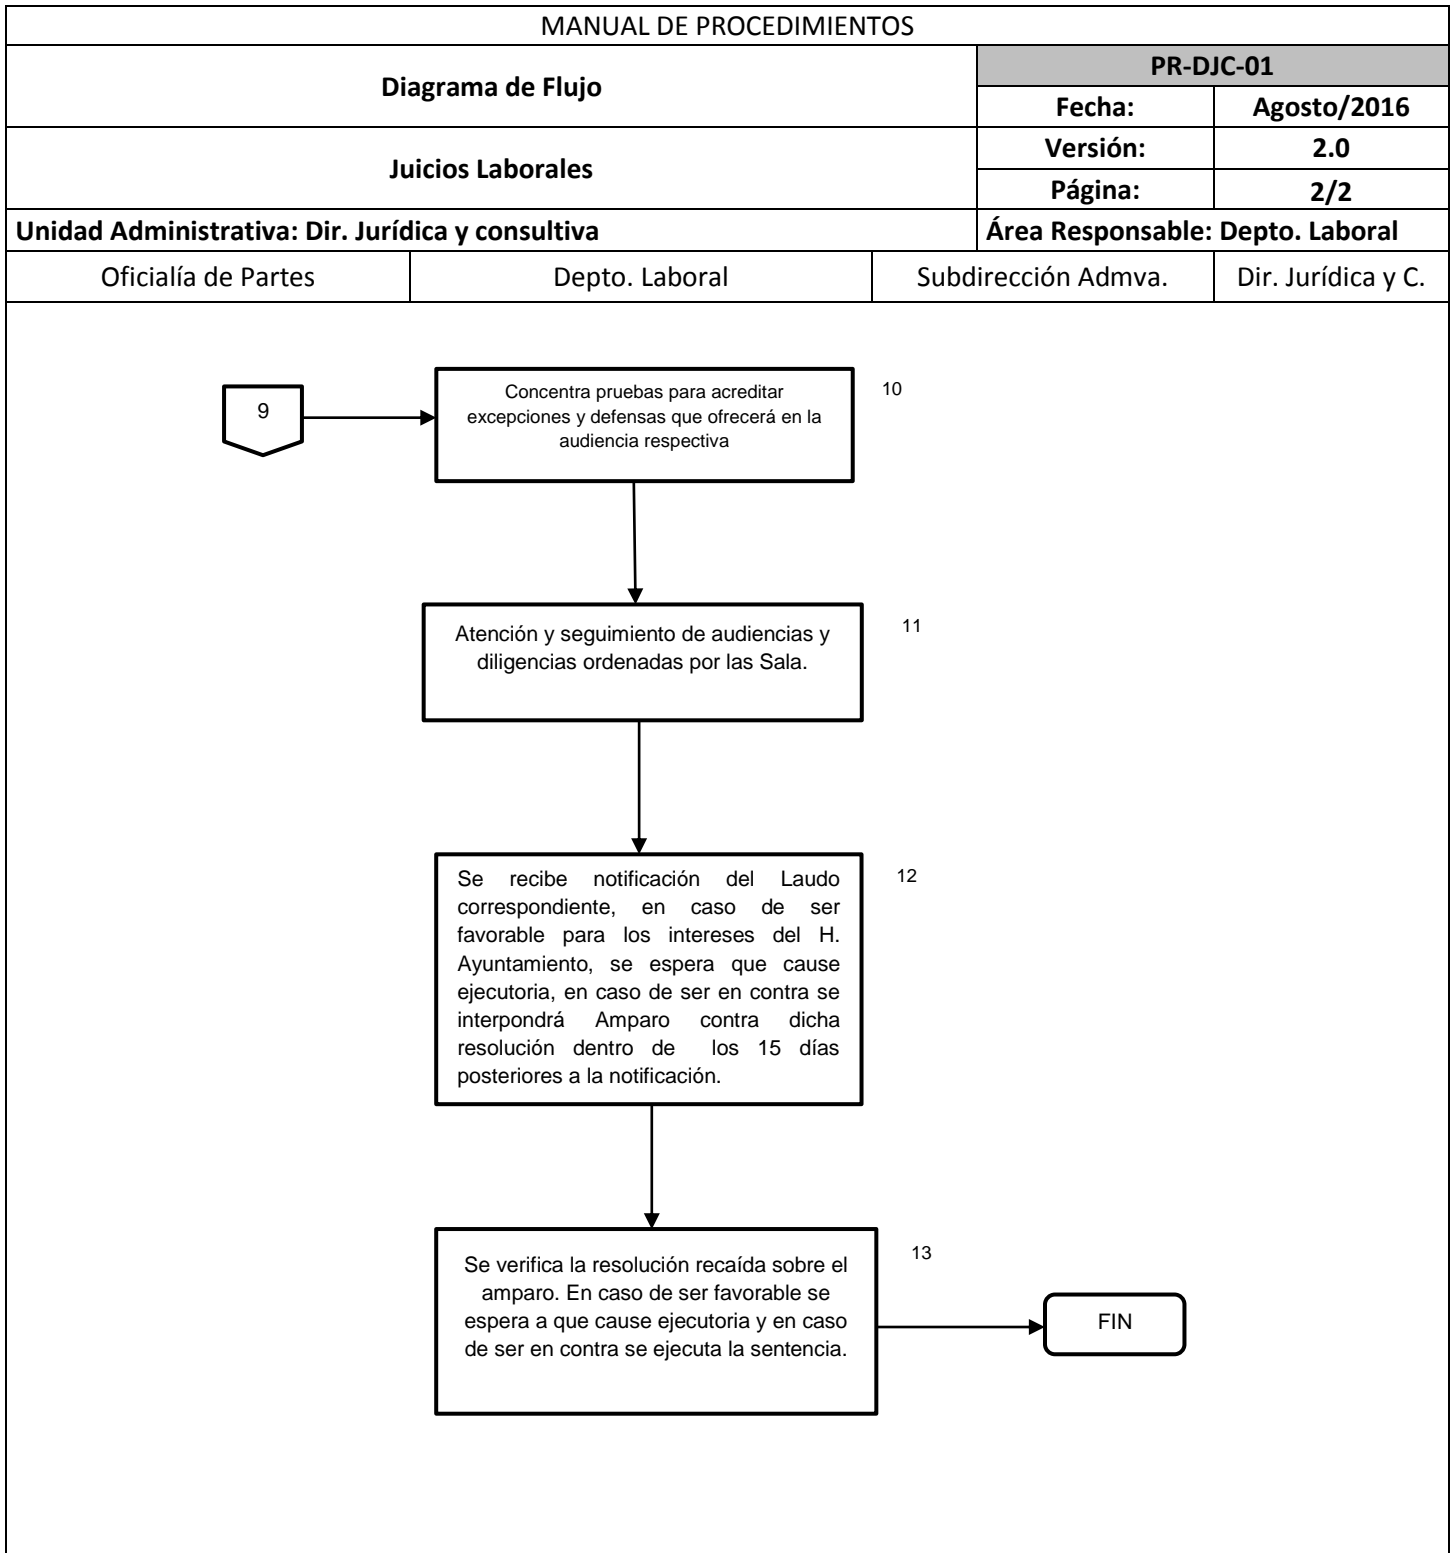 MANUAL DE PROCEDIMIENTOS
Diagrama de Flujo
PR-DJC-01
Fecha:
Agosto/2016
Juicios Laborales
Versión:
2.0
Página:
2/2
Unidad Administrativa: Dir. Jurídica y consultiva
Área Responsable: Depto. Laboral
Oficialía de Partes
Depto. Laboral
Subdirección Admva.
Dir. Jurídica y C.
9
Concentra pruebas para acreditar
excepciones y defensas que ofrecerá en la
audiencia respectiva
10
Atención y seguimiento de audiencias y
diligencias ordenadas por las Sala.
11
Se recibe notificación del Laudo
correspondiente, en caso de ser
favorable para los intereses del H.
Ayuntamiento, se espera que cause
ejecutoria, en caso de ser en contra se
interpondrá Amparo contra dicha
resolución dentro de los 15 días
posteriores a la notificación.
12
Se verifica la resolución recaída sobre el
amparo. En caso de ser favorable se
espera a que cause ejecutoria y en caso
de ser en contra se ejecuta la sentencia.
13
FIN